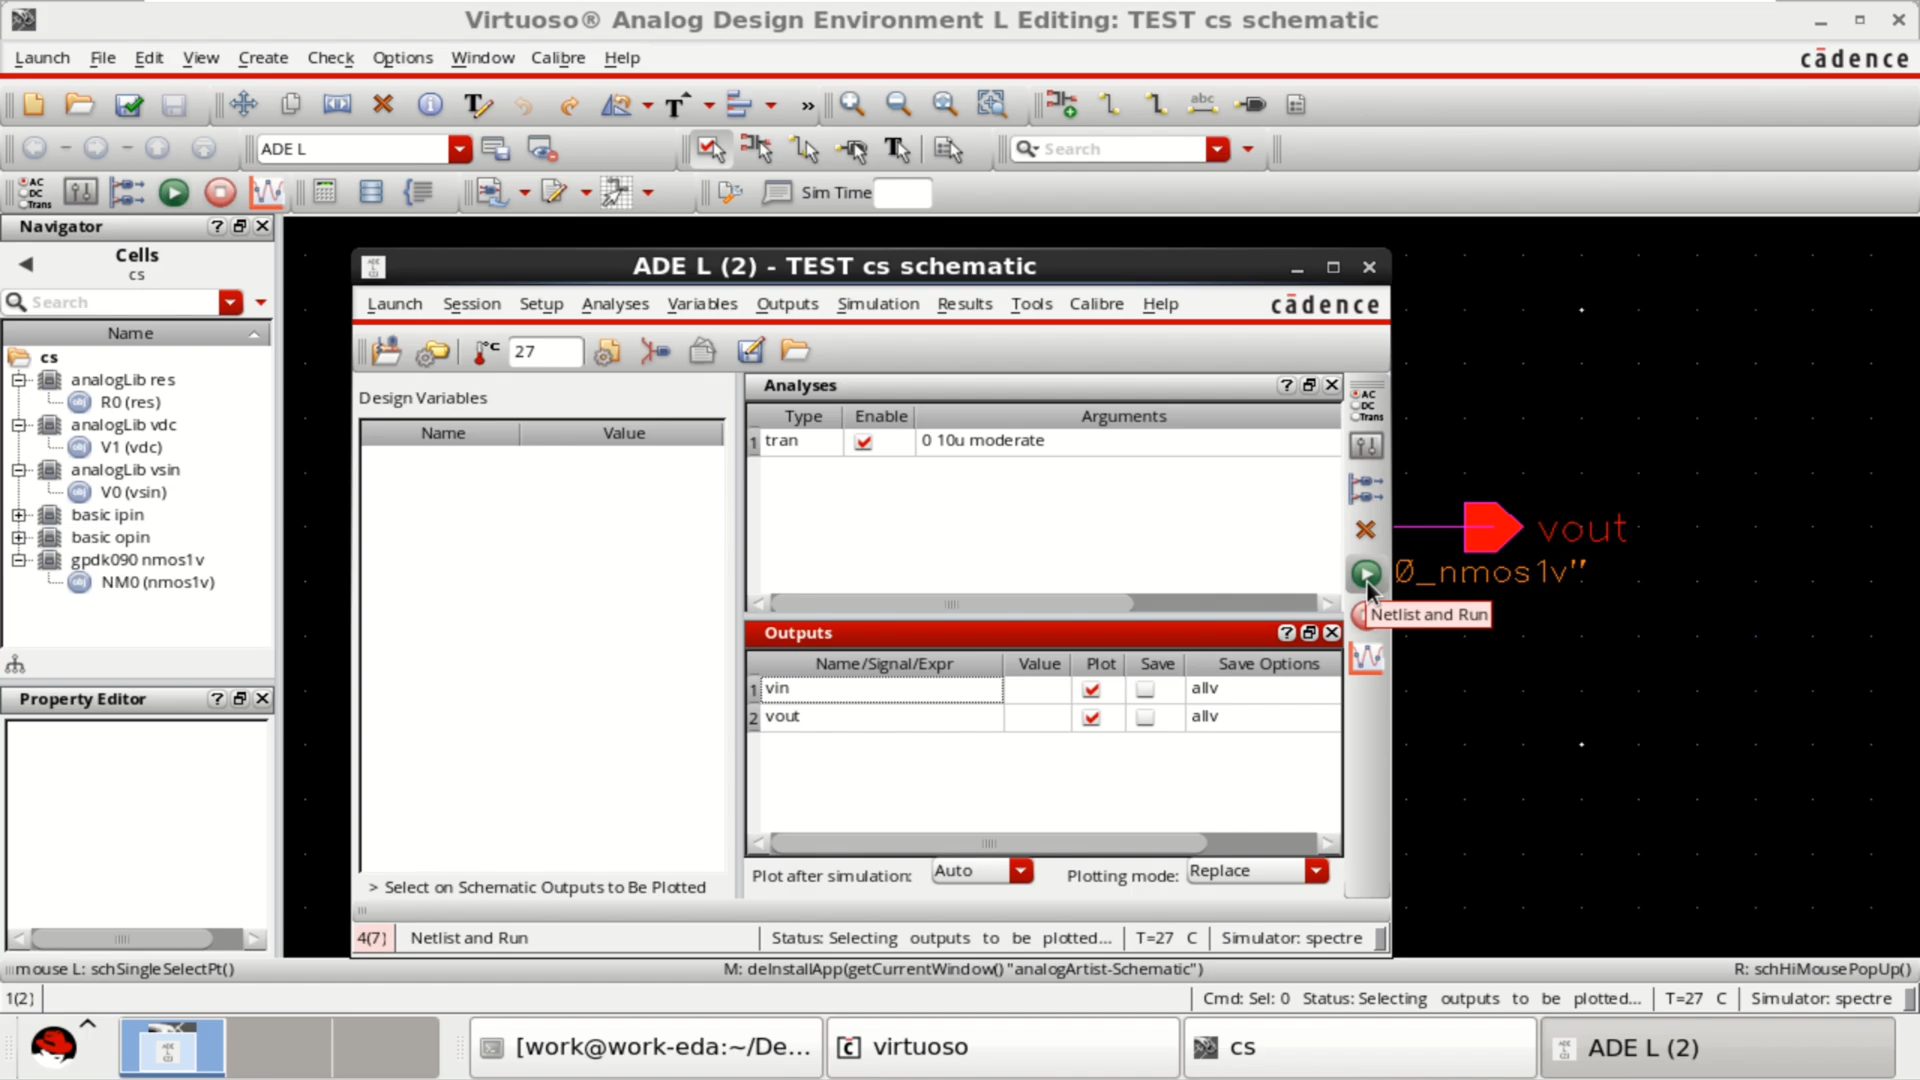 Virtuoso® Analog Design Environment L Editing: TEST cs schematic
Launch File Edit View Create Check Options Window Calibre Help
cādence
ADE L
Search
AC
DC
Trans
Sim Time
Navigator
Cells
cs
Search
Name
cs
analogLib res
R0 (res)
analogLib vdc
V1 (vdc)
analogLib vsin
V0 (vsin)
basic ipin
basic opin
gpdk090 nmos1v
NM0 (nmos1v)
Property Editor
ADE L (2) - TEST cs schematic
Launch Session Setup Analyses Variables Outputs Simulation Results Tools Calibre Help
cādence
27
Design Variables
Name Value
> Select on Schematic Outputs to Be Plotted
Analyses
Type Enable Arguments
1 tran 0 10u moderate
AC
DC
Trans
Netlist and Run
Outputs
Name/Signal/Expr Value Plot Save Save Options
1 vin allv
2 vout allv
Plot after simulation: Auto Plotting mode: Replace
4(7) Netlist and Run Status: Selecting outputs to be plotted... T=27 C Simulator: spectre
vout
0_nmos1v"
mouse L: schSingleSelectPt() M: deInstallApp(getCurrentWindow() "analogArtist-Schematic") R: schHiMousePopUp()
1(2) Cmd: Sel: 0 Status: Selecting outputs to be plotted... T=27 C Simulator: spectre
[work@work-eda:~/De... virtuoso cs ADE L (2)